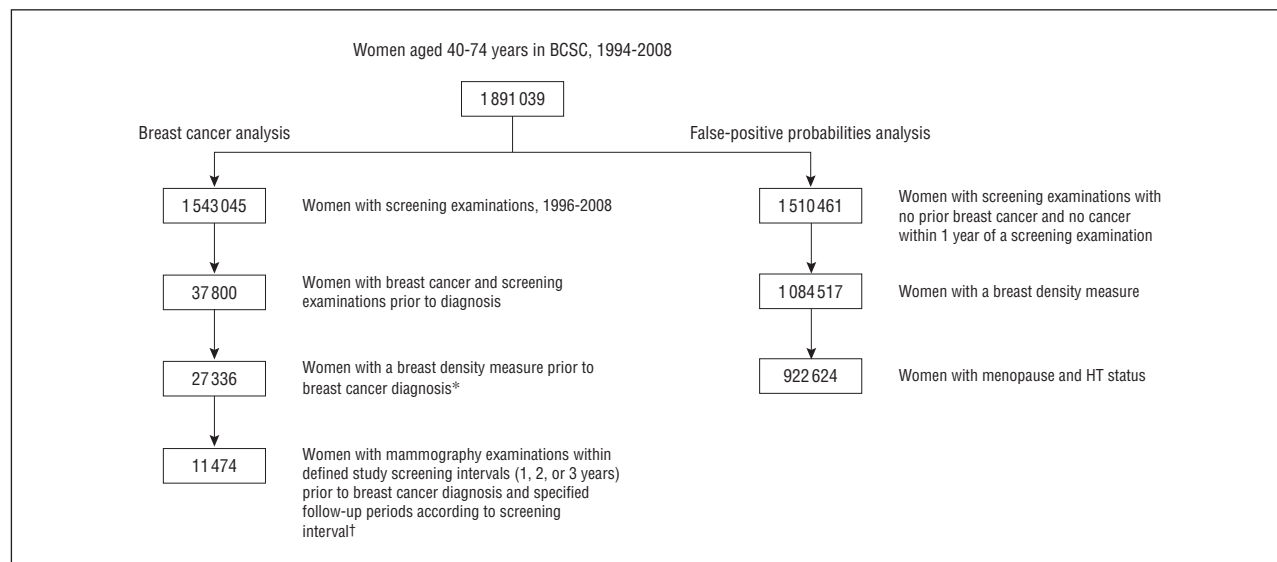 Women aged 40-74 years in BCSC, 1994-2008
1 891 039
Breast cancer analysis
False-positive probabilities analysis
1 543 045
Women with screening examinations, 1996-2008
37 800
Women with breast cancer and screening
examinations prior to diagnosis
27 336
Women with a breast density measure prior to
breast cancer diagnosis*
11 474
Women with mammography examinations within
defined study screening intervals (1, 2, or 3 years)
prior to breast cancer diagnosis and specified
follow-up periods according to screening
interval†
1 510 461
Women with screening examinations with
no prior breast cancer and no cancer
within 1 year of a screening examination
1 084 517
Women with a breast density measure
922 624
Women with menopause and HT status